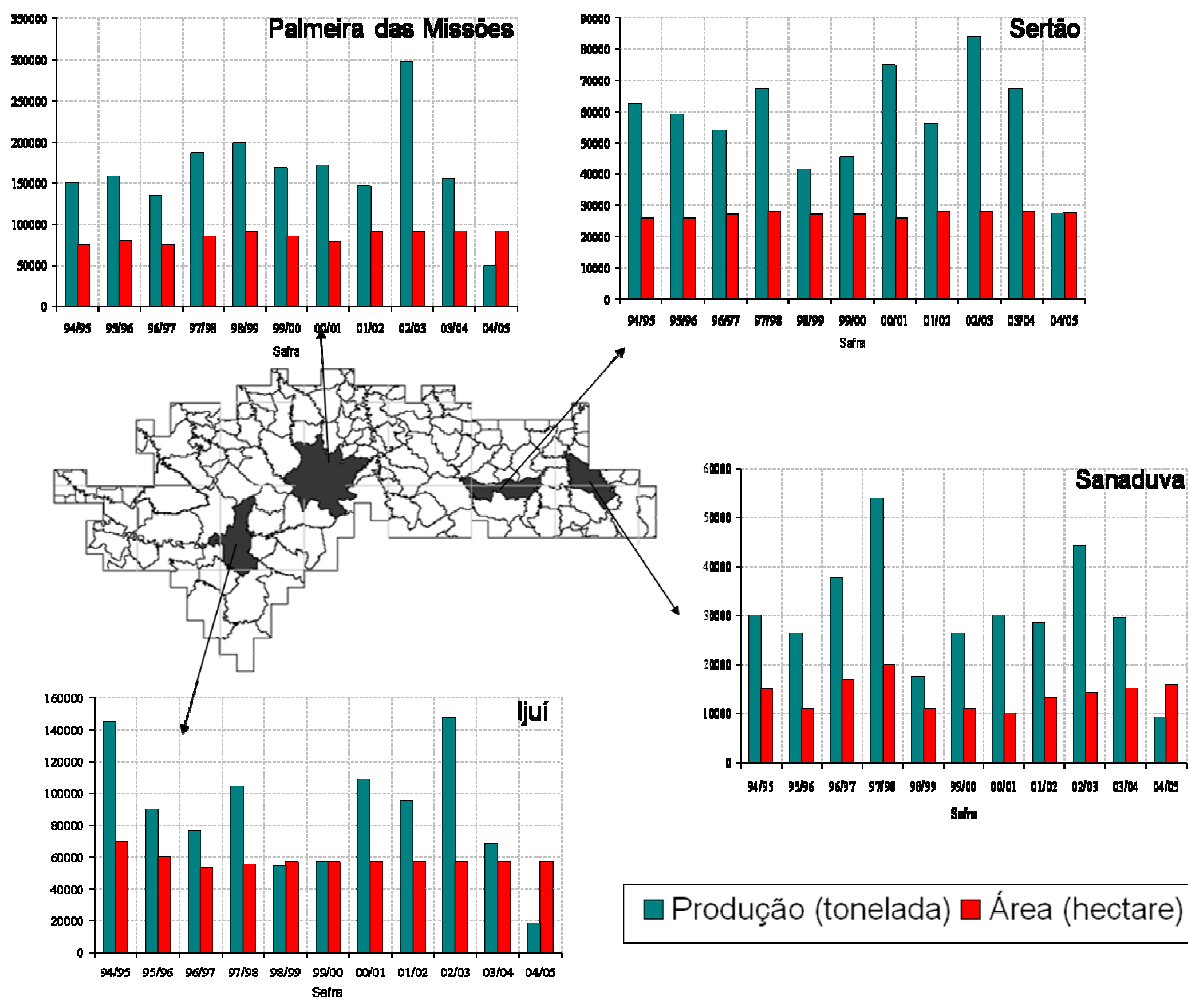 Palmeira das Missões
350000
300000
250000
200000
150000
100000
50000
0
94/95 95/96 96/97 97/98 98/99 99/00 00/01 01/02 02/03 03/04 04/05
Safra
Sertão
90000
80000
70000
60000
50000
40000
30000
20000
10000
0
94/95 95/96 96/97 97/98 98/99 99/00 00/01 01/02 02/03 03/04 04/05
Safra
Sanaduva
60000
50000
40000
30000
20000
10000
0
94/95 95/96 96/97 97/98 98/99 99/00 00/01 01/02 02/03 03/04 04/05
Safra
Ijuí
160000
140000
120000
100000
80000
60000
40000
20000
0
94/95 95/96 96/97 97/98 98/99 99/00 00/01 01/02 02/03 03/04 04/05
Safra
Produção (tonelada) Área (hectare)